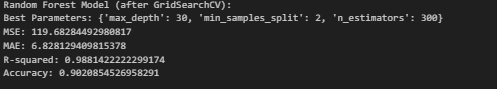 Random Forest Model (after GridSearchCV):
Best Parameters: {'max_depth': 30, 'min_samples_split': 2, 'n_estimators': 300}
MSE: 119.68284492980817
MAE: 6.828129409815378
R-squared: 0.9881422222299174
Accuracy: 0.9020854526958291